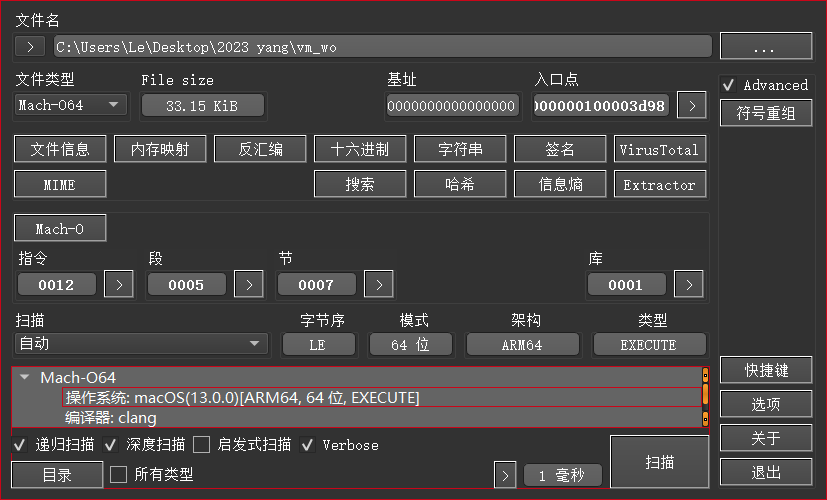 文件名
> C:\Users\Le\Desktop\2023 yang\vm_wo ...
文件类型 File size 基址 入口点 Advanced
Mach-O64 33.15 KiB 0000000000000000 000000100003d98 > 符号重组
文件信息 内存映射 反汇编 十六进制 字符串 签名 VirusTotal
MIME 搜索 哈希 信息熵 Extractor
Mach-O
指令 段 节 库
0012 > 0005 > 0007 > 0001 >
扫描 字节序 模式 架构 类型
自动 LE 64 位 ARM64 EXECUTE
Mach-O64 快捷键
操作系统: macOS(13.0.0)[ARM64, 64 位, EXECUTE] 选项
编译器: clang
递归扫描 深度扫描 启发式扫描 Verbose 关于
目录 所有类型 > 1 毫秒 扫描 退出